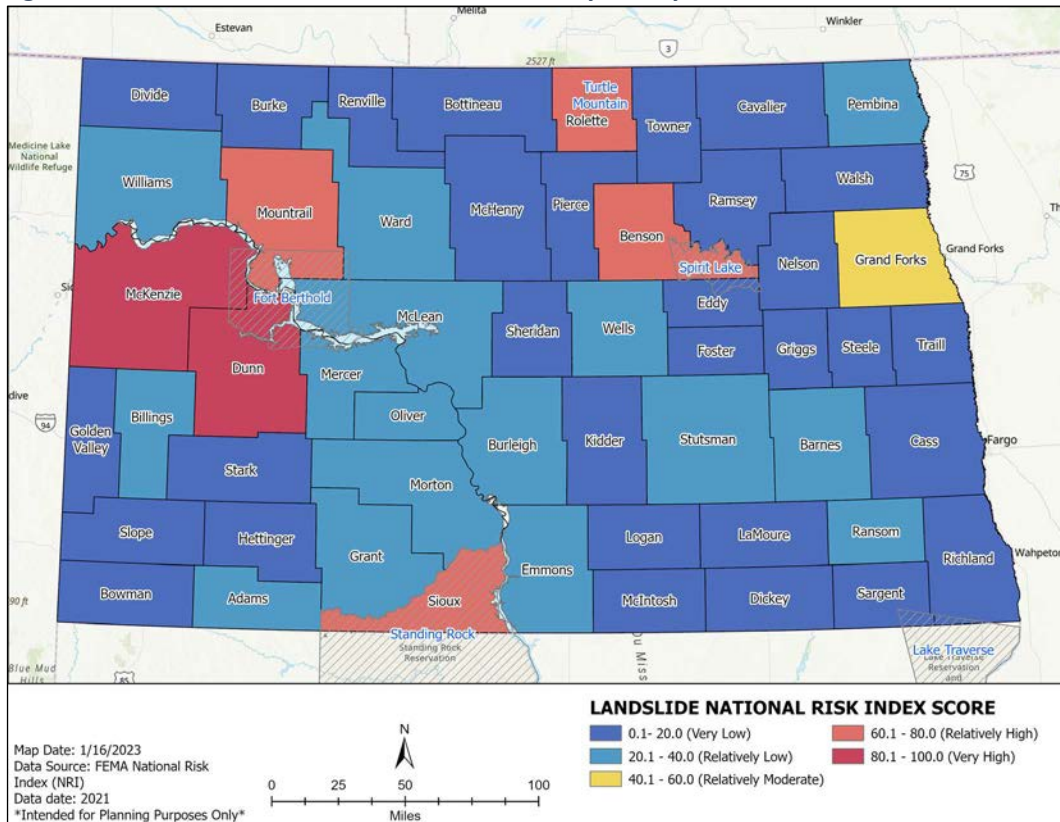 Estevan
Melita
Winkler
3
2527 ft
Divide
Burke
Renville
Bottineau
Turtle
Mountain
Rolette
Towner
Cavalier
Pembina
Medicine Lake
National
Wildlife Refuge
Williams
Mountrail
Ward
McHenry
Pierce
Benson
Ramsey
Walsh
75
Spirit Lake
Nelson
Grand Forks
Grand Forks
McKenzie
Fort Berthold
McLean
Sheridan
Wells
Eddy
Foster
Griggs
Steele
Traill
Dunn
Mercer
Oliver
dive
94
Golden
Valley
Billings
Stark
Burleigh
Kidder
Stutsman
Barnes
Cass
Fargo
Morton
Slope
Hettinger
Grant
Emmons
Logan
LaMoure
Ransom
Richland
Wahpeton
90 ft
Bowman
Adams
Sioux
McIntosh
Dickey
Sargent
Standing Rock
Standing Rock
Reservation
Lake Traverse
Lake Traverse
Reservation
and
Blue Mud
Hills
85
LANDSLIDE NATIONAL RISK INDEX SCORE
0.1- 20.0 (Very Low)
20.1 - 40.0 (Relatively Low)
40.1 - 60.0 (Relatively Moderate)
60.1 - 80.0 (Relatively High)
80.1 - 100.0 (Very High)
Map Date: 1/16/2023
Data Source: FEMA National Risk
Index (NRI)
Data date: 2021
*Intended for Planning Purposes Only*
N
0 25 50 100
Miles